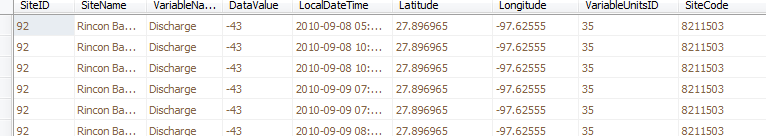 SiteID SiteName VariableNa... DataValue LocalDateTime Latitude Longitude VariableUnitsID SiteCode
92 Rincon Ba... Discharge -43 2010-09-08 05:... 27.896965 -97.62555 35 8211503
92 Rincon Ba... Discharge -43 2010-09-08 10:... 27.896965 -97.62555 35 8211503
92 Rincon Ba... Discharge -43 2010-09-08 10:... 27.896965 -97.62555 35 8211503
92 Rincon Ba... Discharge -43 2010-09-09 07:... 27.896965 -97.62555 35 8211503
92 Rincon Ba... Discharge -43 2010-09-09 07:... 27.896965 -97.62555 35 8211503
92 Rincon Ba... Discharge -43 2010-09-09 08:... 27.896965 -97.62555 35 8211503